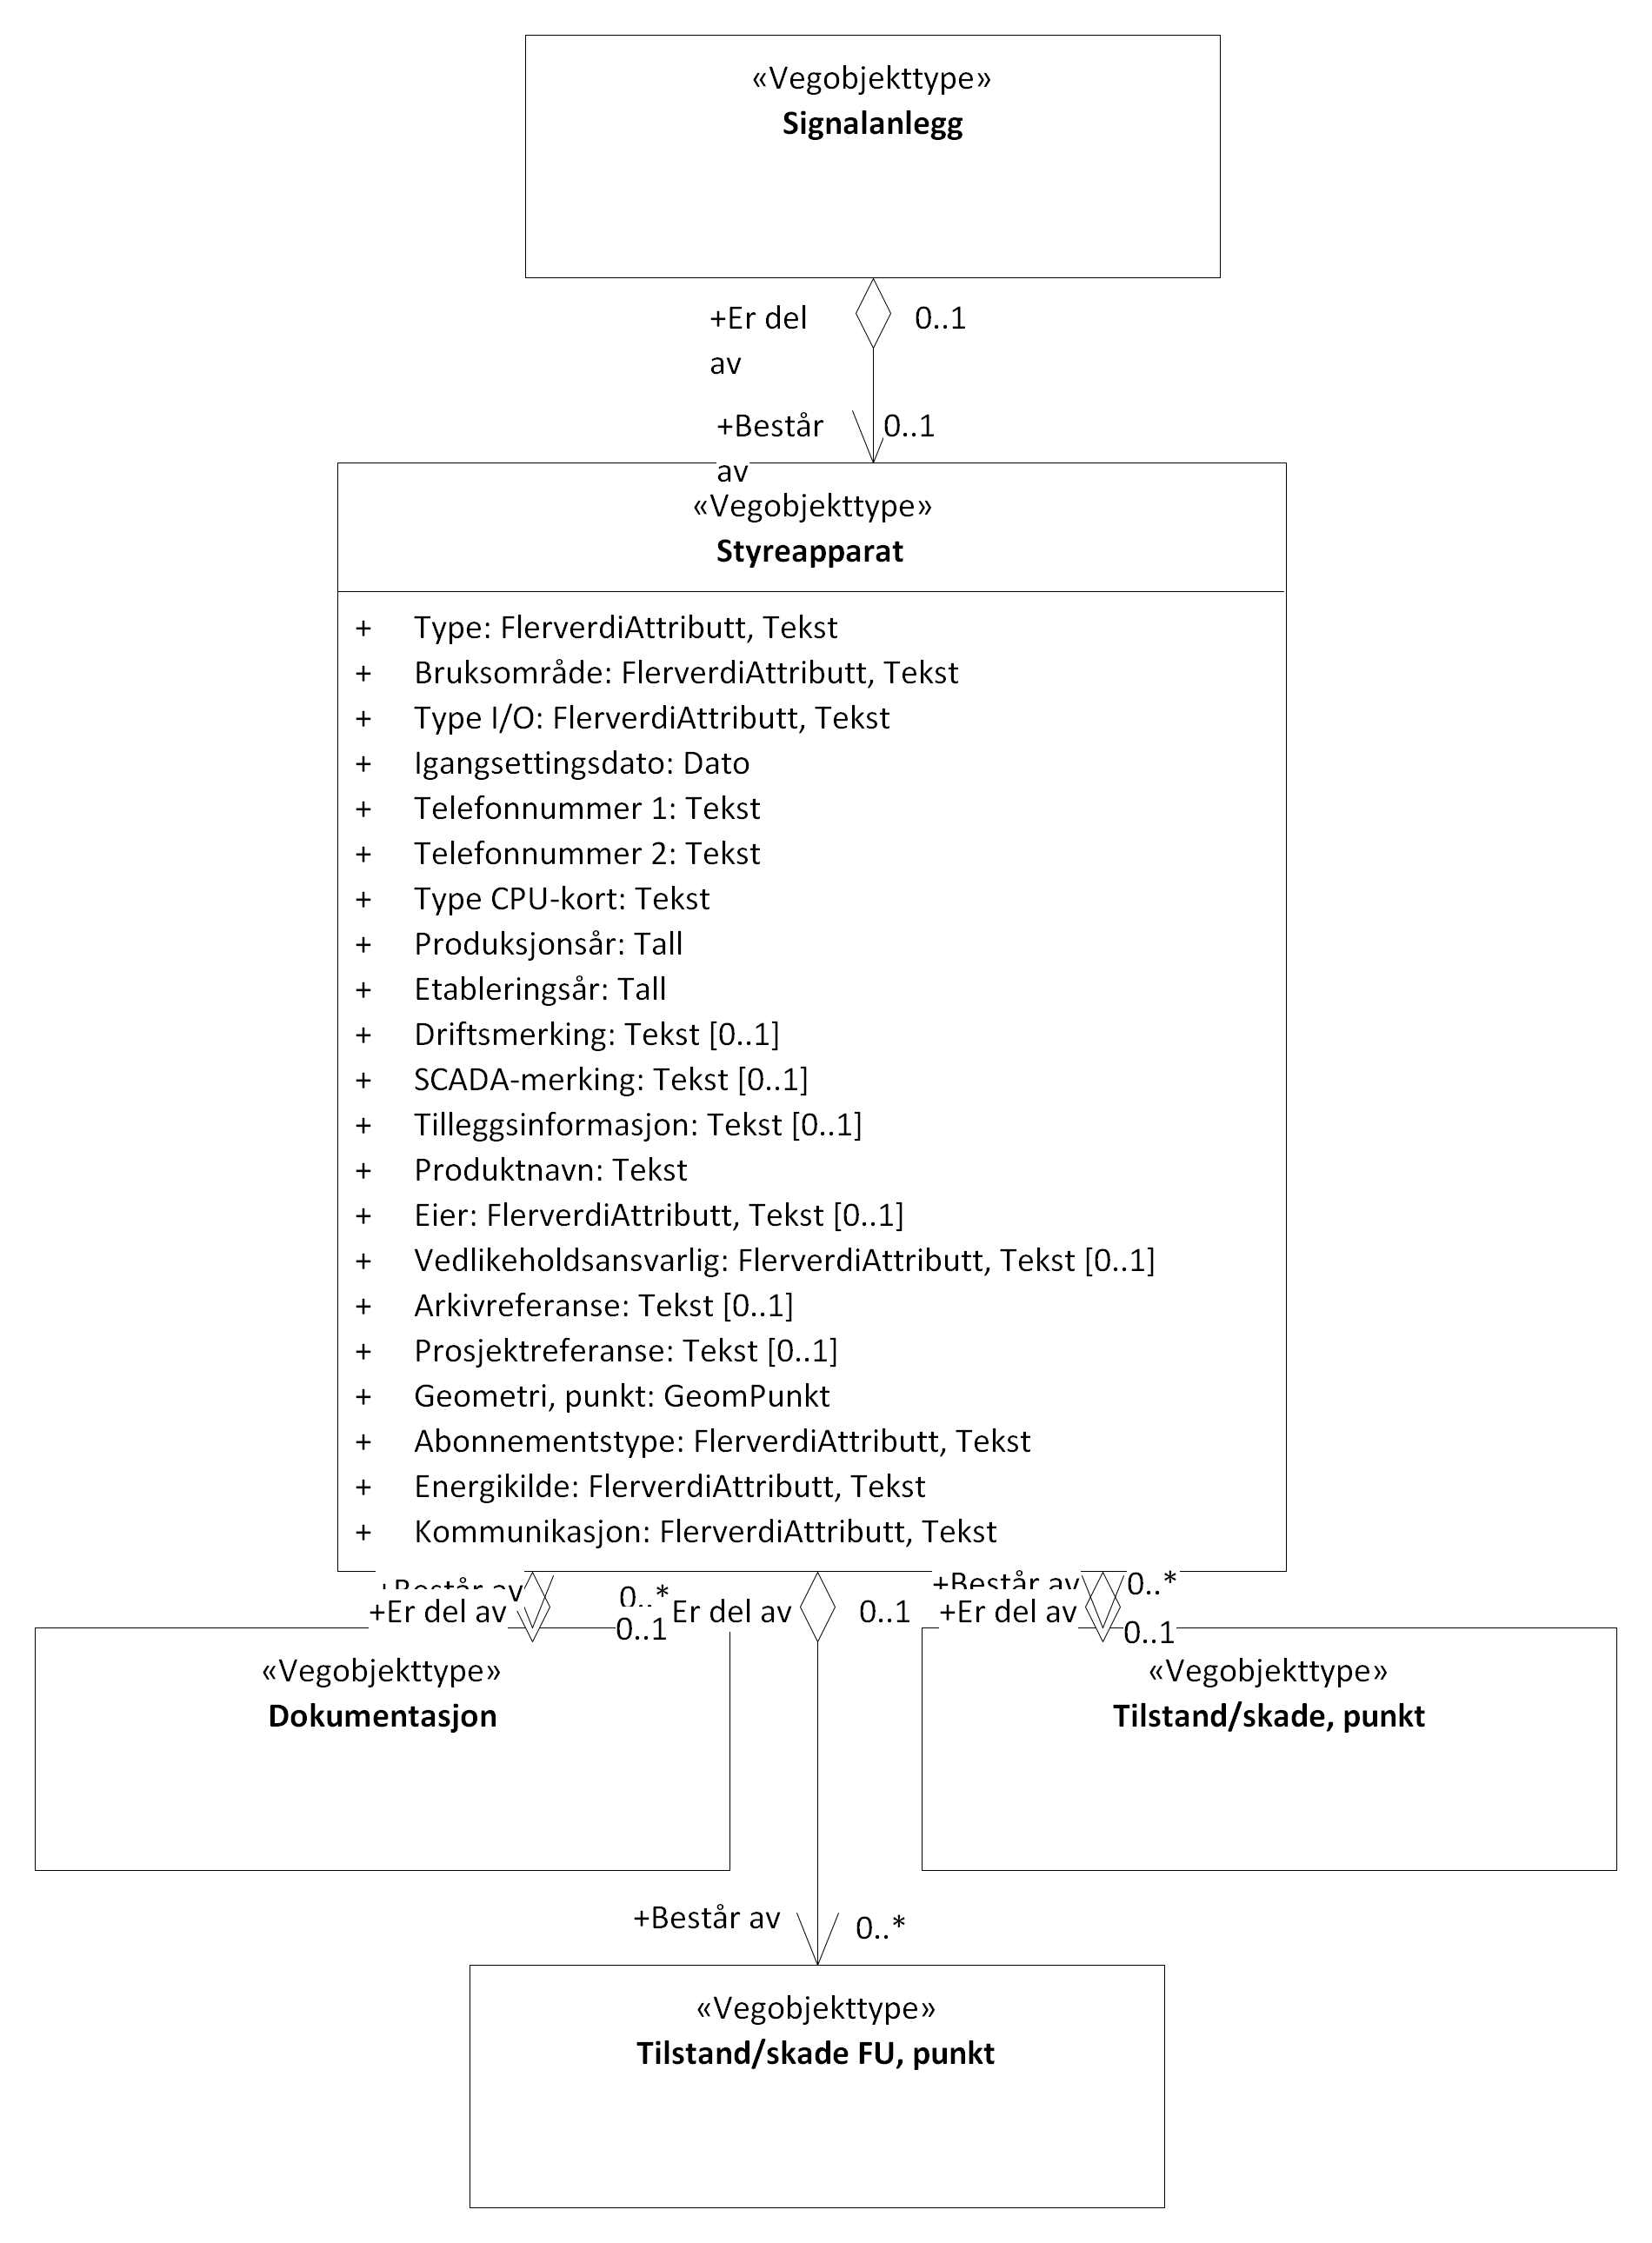 «Vegobjekttype»
Signalanlegg
+Er del
av
0..1
+Består
av
0..1
«Vegobjekttype»
Styreapparat
+ Type: FlerverdiAttributt, Tekst
+ Bruksområde: FlerverdiAttributt, Tekst
+ Type I/O: FlerverdiAttributt, Tekst
+ Igangsettingsdato: Dato
+ Telefonnummer 1: Tekst
+ Telefonnummer 2: Tekst
+ Type CPU-kort: Tekst
+ Produksjonsår: Tall
+ Etableringsår: Tall
+ Driftsmerking: Tekst [0..1]
+ SCADA-merking: Tekst [0..1]
+ Tilleggsinformasjon: Tekst [0..1]
+ Produktnavn: Tekst
+ Eier: FlerverdiAttributt, Tekst [0..1]
+ Vedlikeholdsansvarlig: FlerverdiAttributt, Tekst [0..1]
+ Arkivreferanse: Tekst [0..1]
+ Prosjektreferanse: Tekst [0..1]
+ Geometri, punkt: GeomPunkt
+ Abonnementstype: FlerverdiAttributt, Tekst
+ Energikilde: FlerverdiAttributt, Tekst
+ Kommunikasjon: FlerverdiAttributt, Tekst
+Består av
0..*
+Består av
0..*
+Er del av
0..1
Er del av
0..1
+Er del av
0..1
«Vegobjekttype»
Dokumentasjon
«Vegobjekttype»
Tilstand/skade, punkt
+Består av
0..*
«Vegobjekttype»
Tilstand/skade FU, punkt